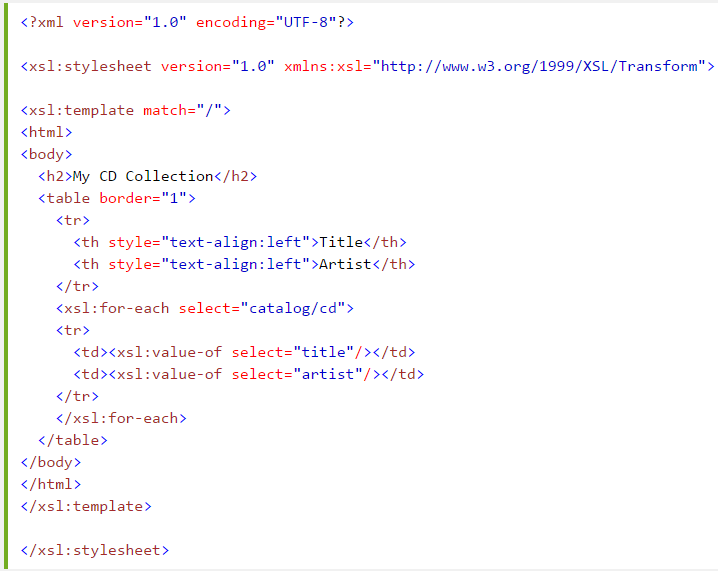 <?xml version="1.0" encoding="UTF-8"?>
<xsl:stylesheet version="1.0" xmlns:xsl="http://www.w3.org/1999/XSL/Transform">
<xsl:template match="/">
<html>
<body>
<h2>My CD Collection</h2>
<table border="1">
<tr>
<th style="text-align:left">Title</th>
<th style="text-align:left">Artist</th>
</tr>
<xsl:for-each select="catalog/cd">
<tr>
<td><xsl:value-of select="title"/></td>
<td><xsl:value-of select="artist"/></td>
</tr>
</xsl:for-each>
</table>
</body>
</html>
</xsl:template>
</xsl:stylesheet>